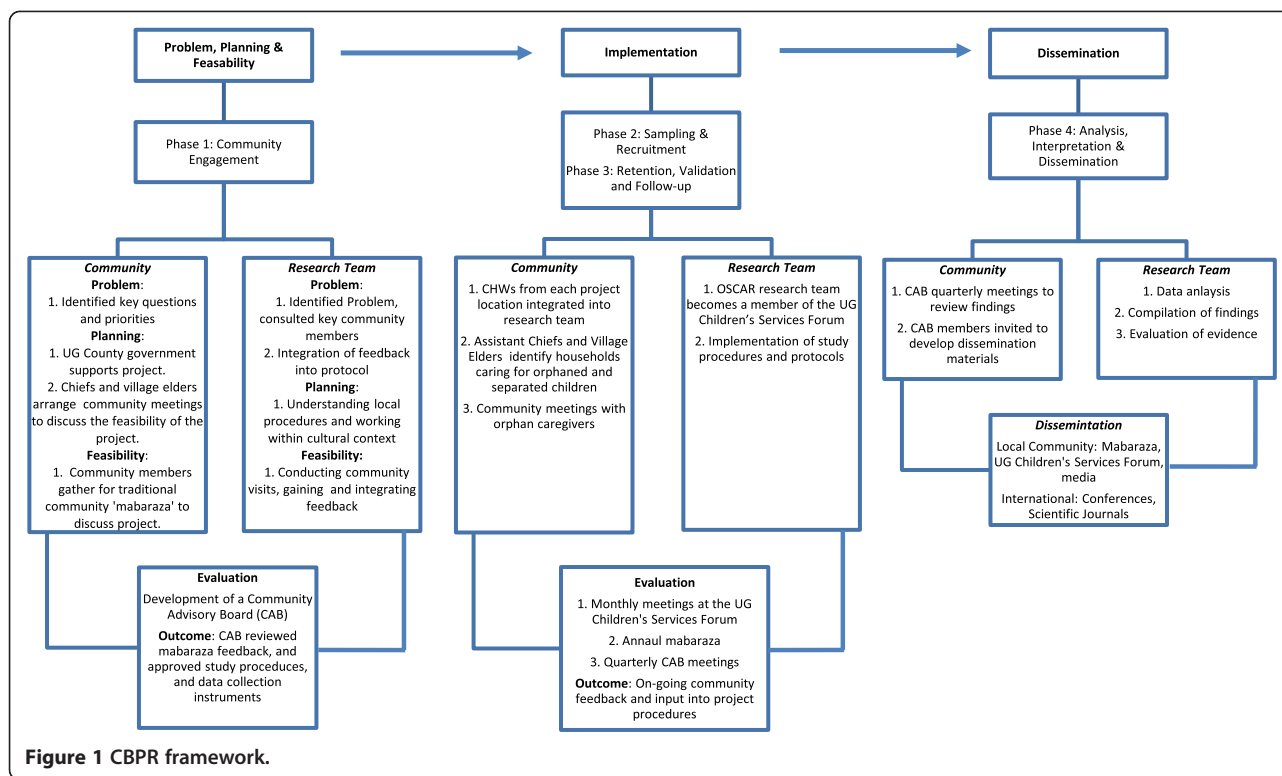 Problem, Planning &
Feasability
Implementation
Dissemination
Phase 1: Community
Engagement
Phase 2: Sampling &
Recruitment
Phase 3: Retention, Validation
and Follow-up
Phase 4: Analysis,
Interpretation &
Dissemination
Community
Problem:
1. Identified key questions
and priorities
Planning:
1. UG County government
supports project.
2. Chiefs and village elders
arrange community meetings
to discuss the feasibility of the
project.
Feasibility:
1. Community members
gather for traditional
community 'mabaraza' to
discuss project.
Research Team
Problem:
1. Identified Problem,
consulted key community
members
2. Integration of feedback
into protocol
Planning:
1. Understanding local
procedures and working
within cultural context
Feasibility:
1. Conducting community
visits, gaining and integrating
feedback
Evaluation
Development of a Community
Advisory Board (CAB)
Outcome: CAB reviewed
mabaraza feedback, and
approved study procedures,
and data collection
instruments
Community
1. CHWs from each project
location integrated into
research team
2. Assistant Chiefs and Village
Elders identify households
caring for orphaned and
separated children
3. Community meetings with
orphan caregivers
Research Team
1. OSCAR research team
becomes a member of the UG
Children's Services Forum
2. Implementation of study
procedures and protocols
Evaluation
1. Monthly meetings at the UG
Children's Services Forum
2. Annaul mabaraza
3. Quarterly CAB meetings
Outcome: On-going community
feedback and input into project
procedures
Community
1. CAB quarterly meetings to
review findings
2. CAB members invited to
develop dissemination
materials
Research Team
1. Data anlaysis
2. Compilation of findings
3. Evaluation of evidence
Dissemintation
Local Community: Mabaraza,
UG Children's Services Forum,
media
International: Conferences,
Scientific Journals
Figure 1 CBPR framework.